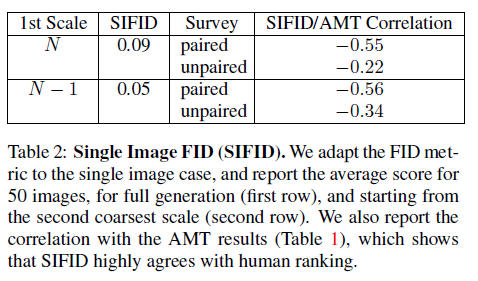 1st Scale SIFID Survey SIFID/AMT Correlation
N 0.09 paired −0.55
unpaired −0.22
N − 1 0.05 paired −0.56
unpaired −0.34
Table 2: Single Image FID (SIFID). We adapt the FID met-
ric to the single image case, and report the average score for
50 images, for full generation (first row), and starting from
the second coarsest scale (second row). We also report the
correlation with the AMT results (Table 1), which shows
that SIFID highly agrees with human ranking.